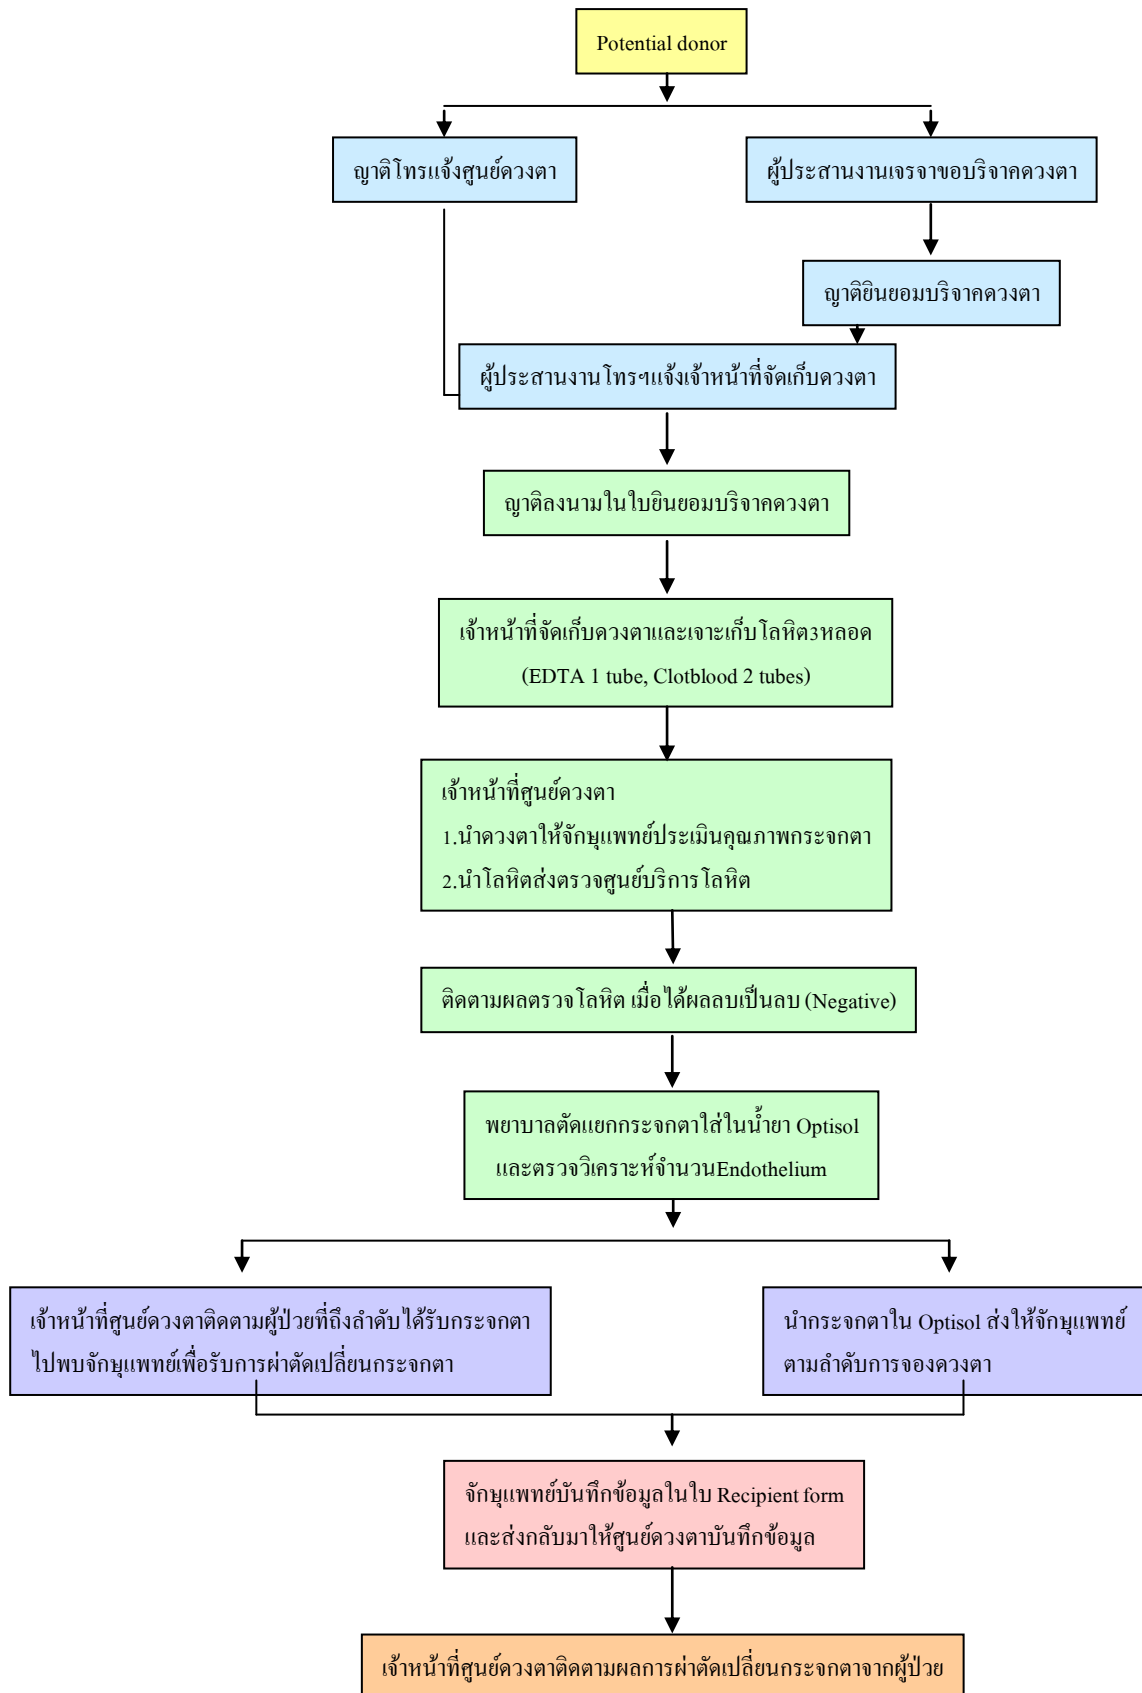 Potential donor
ญาติโทรแจ้งศูนย์ดวงตา
ผู้ประสานงานเจรจาขอบริจาคดวงตา
ญาติยินยอมบริจาคดวงตา
ผู้ประสานงานโทรฯแจ้งเจ้าหน้าที่จัดเก็บดวงตา
ญาติลงนามในใบยินยอมบริจาคดวงตา
เจ้าหน้าที่จัดเก็บดวงตาและเจาะเก็บโลหิต3หลอด
(EDTA 1 tube, Clotblood 2 tubes)
เจ้าหน้าที่ศูนย์ดวงตา
1.นำดวงตาให้จักษุแพทย์ประเมินคุณภาพกระจกตา
2.นำโลหิตส่งตรวจศูนย์บริการโลหิต
ติดตามผลตรวจโลหิต เมื่อได้ผลลบเป็นลบ (Negative)
พยาบาลตัดแยกกระจกตาใส่ในน้ำยา Optisol
และตรวจวิเคราะห์จำนวนEndothelium
เจ้าหน้าที่ศูนย์ดวงตาติดตามผู้ป่วยที่ถึงลำดับได้รับกระจกตา
ไปพบจักษุแพทย์เพื่อรับการผ่าตัดเปลี่ยนกระจกตา
นำกระจกตาใน Optisol ส่งให้จักษุแพทย์
ตามลำดับการจองดวงตา
จักษุแพทย์บันทึกข้อมูลในใบ Recipient form
และส่งกลับมาให้ศูนย์ดวงตาบันทึกข้อมูล
เจ้าหน้าที่ศูนย์ดวงตาติดตามผลการผ่าตัดเปลี่ยนกระจกตาจากผู้ป่วย